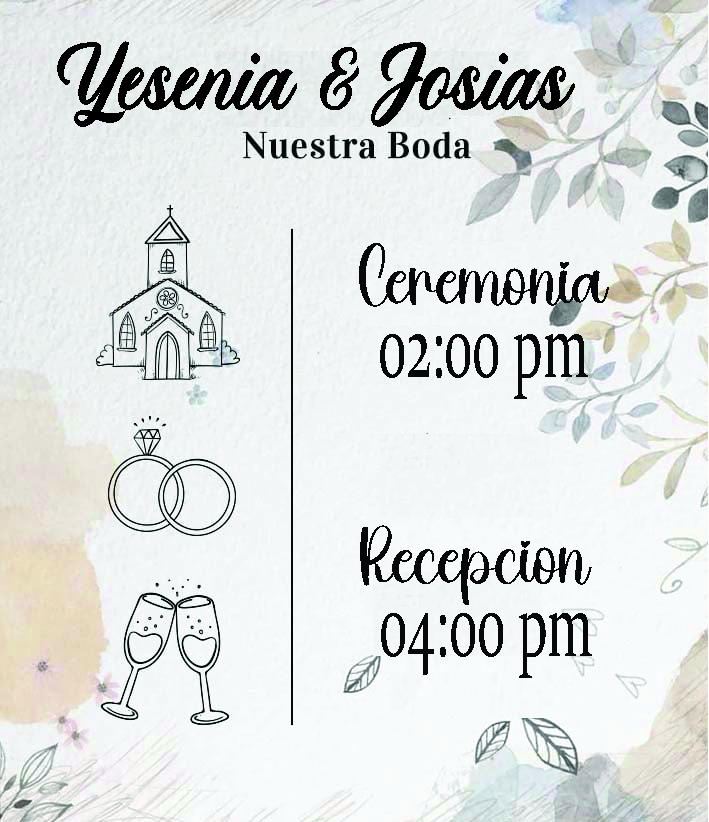 Yesenia & Josias
Nuestra Boda
Ceremonia
02:00 pm
Recepcion
04:00 pm